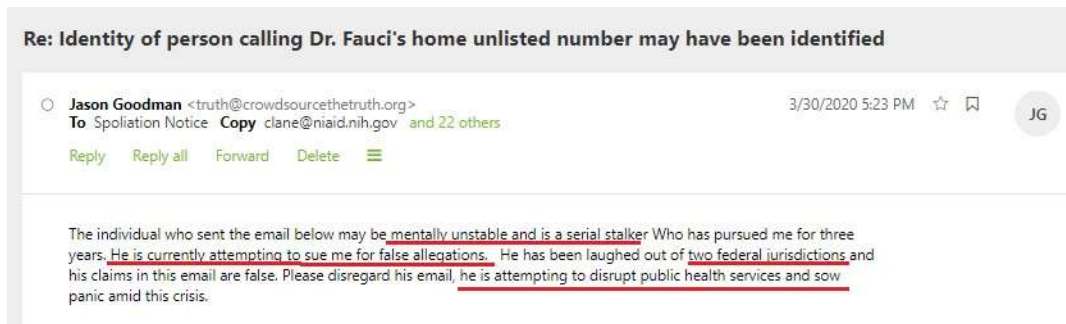 Re: Identity of person calling Dr. Fauci's home unlisted number may have been identified
Jason Goodman <truth@crowdsourcethetruth.org>
3/30/2020 5:23 PM
JG
To Spoliation Notice Copy clane@niaid.nih.gov and 22 others
Reply Reply all Forward Delete
The individual who sent the email below may be mentally unstable and is a serial stalker Who has pursued me for three
years. He is currently attempting to sue me for false allegations. He has been laughed out of two federal jurisdictions and
his claims in this email are false. Please disregard his email, he is attempting to disrupt public health services and sow
panic amid this crisis.